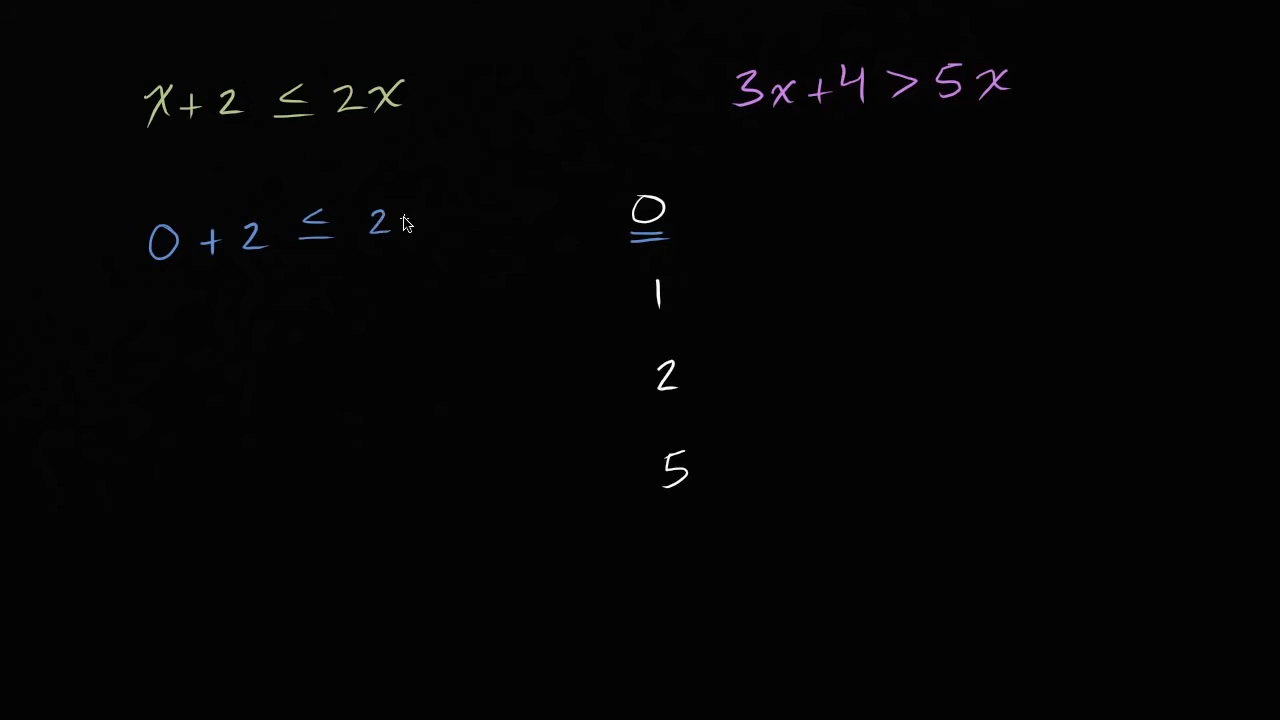 x+2 ≤ 2x
3x+4 > 5x
0 + 2 ≤ 2
0
1
2
5